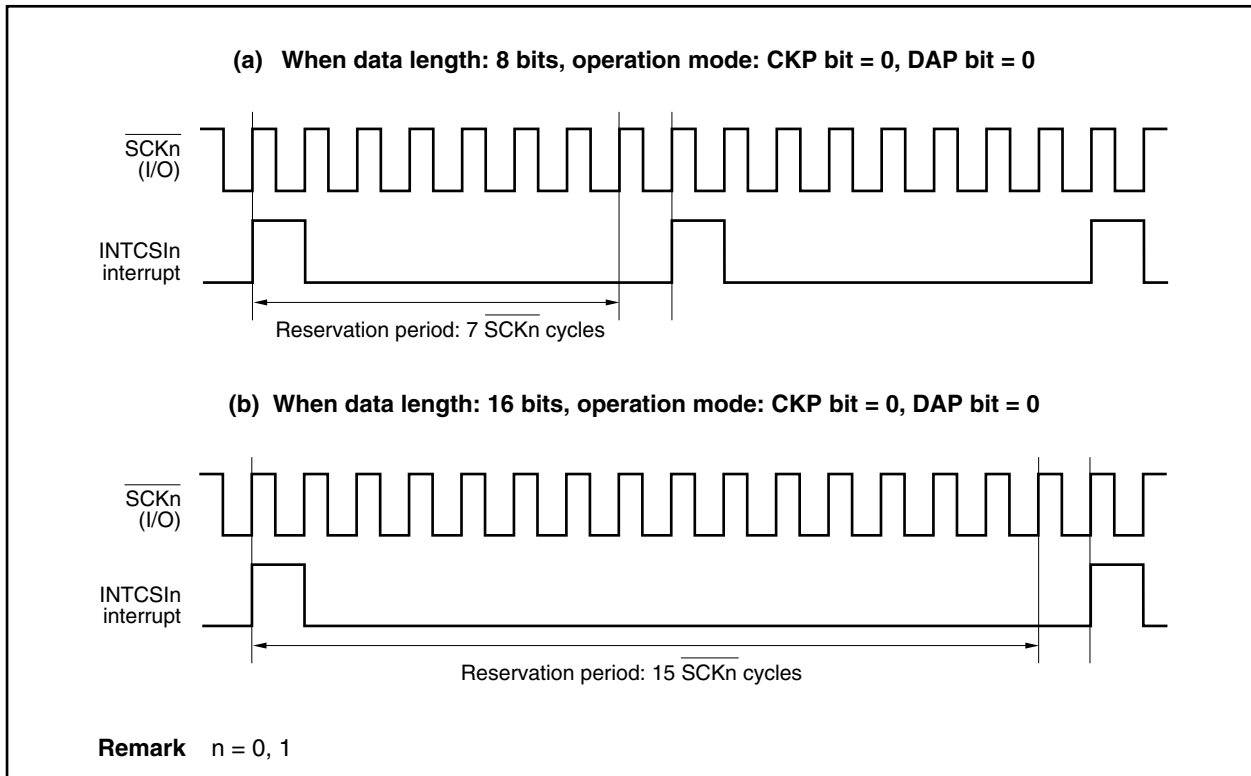 (a) When data length: 8 bits, operation mode: CKP bit = 0, DAP bit = 0
SCKn
(I/O)
INTCSIn
interrupt
Reservation period: 7 SCKn cycles
(b) When data length: 16 bits, operation mode: CKP bit = 0, DAP bit = 0
SCKn
(I/O)
INTCSIn
interrupt
Reservation period: 15 SCKn cycles
Remark n = 0, 1